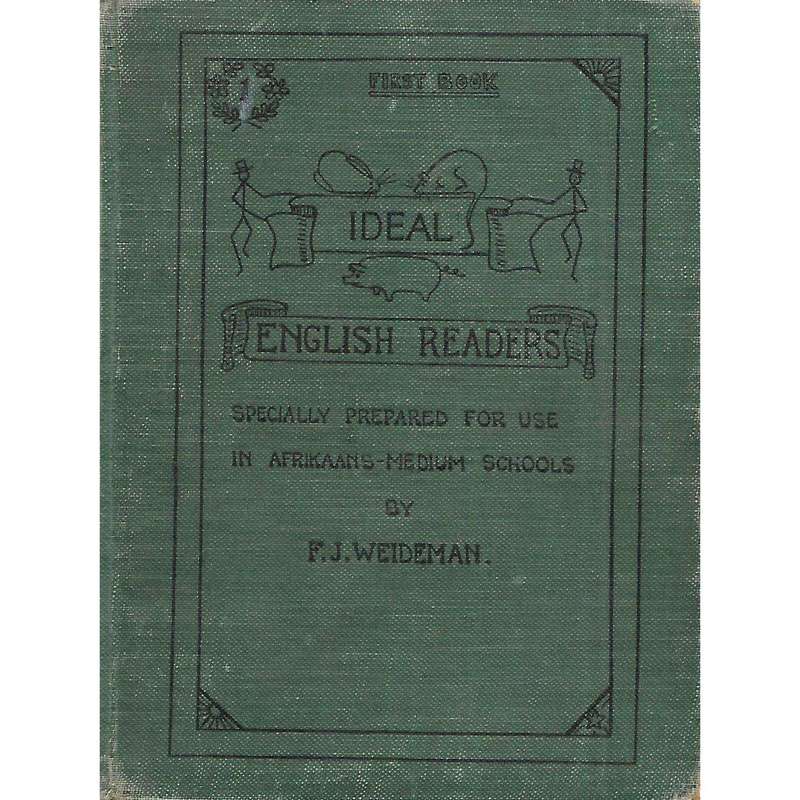 1
FIRST BOOK
IDEAL
ENGLISH READERS
SPECIALLY PREPARED FOR USE
IN AFRIKAANS-MEDIUM SCHOOLS
BY
F.J. WEIDEMAN.